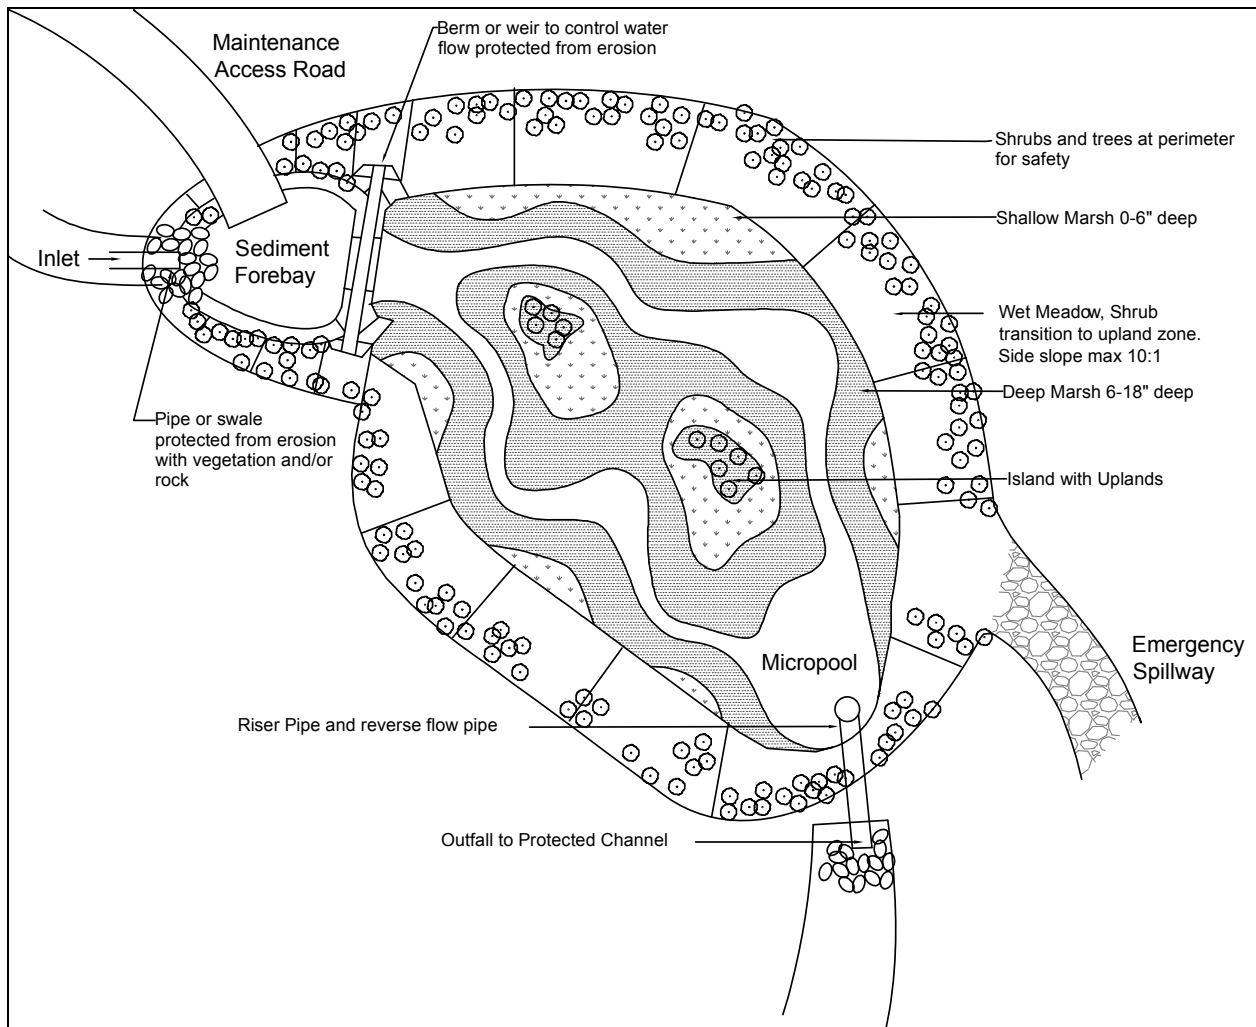 Berm or weir to control water
flow protected from erosion
Maintenance
Access Road
Shrubs and trees at perimeter
for safety
Shallow Marsh 0-6" deep
Inlet
Sediment
Forebay
Wet Meadow, Shrub
transition to upland zone.
Side slope max 10:1
Deep Marsh 6-18" deep
Pipe or swale
protected from erosion
with vegetation and/or
rock
Island with Uplands
Emergency
Spillway
Micropool
Riser Pipe and reverse flow pipe
Outfall to Protected Channel